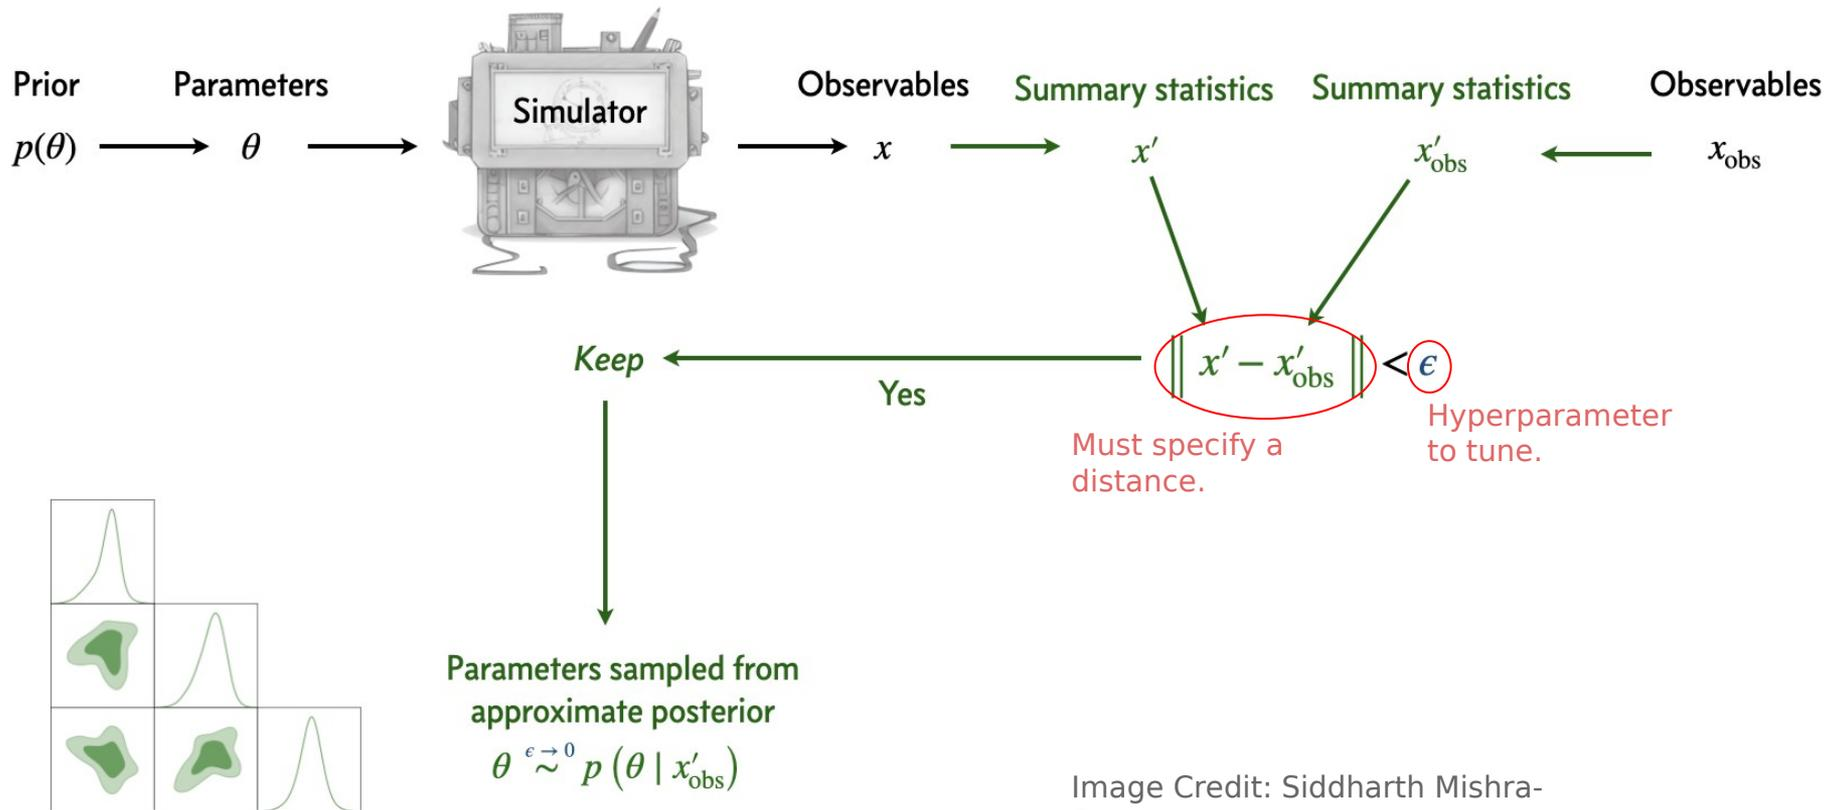 Prior
Parameters
Simulator
Observables
Summary statistics
Summary statistics
Observables
p(θ)
θ
x
x′
x′obs
xobs
Keep
Yes
‖ x′ − x′obs ‖ < ϵ
Must specify a
distance.
Hyperparameter
to tune.
Parameters sampled from
approximate posterior
θ ϵ → 0 ~ p (θ | x′obs)
Image Credit: Siddharth Mishra-